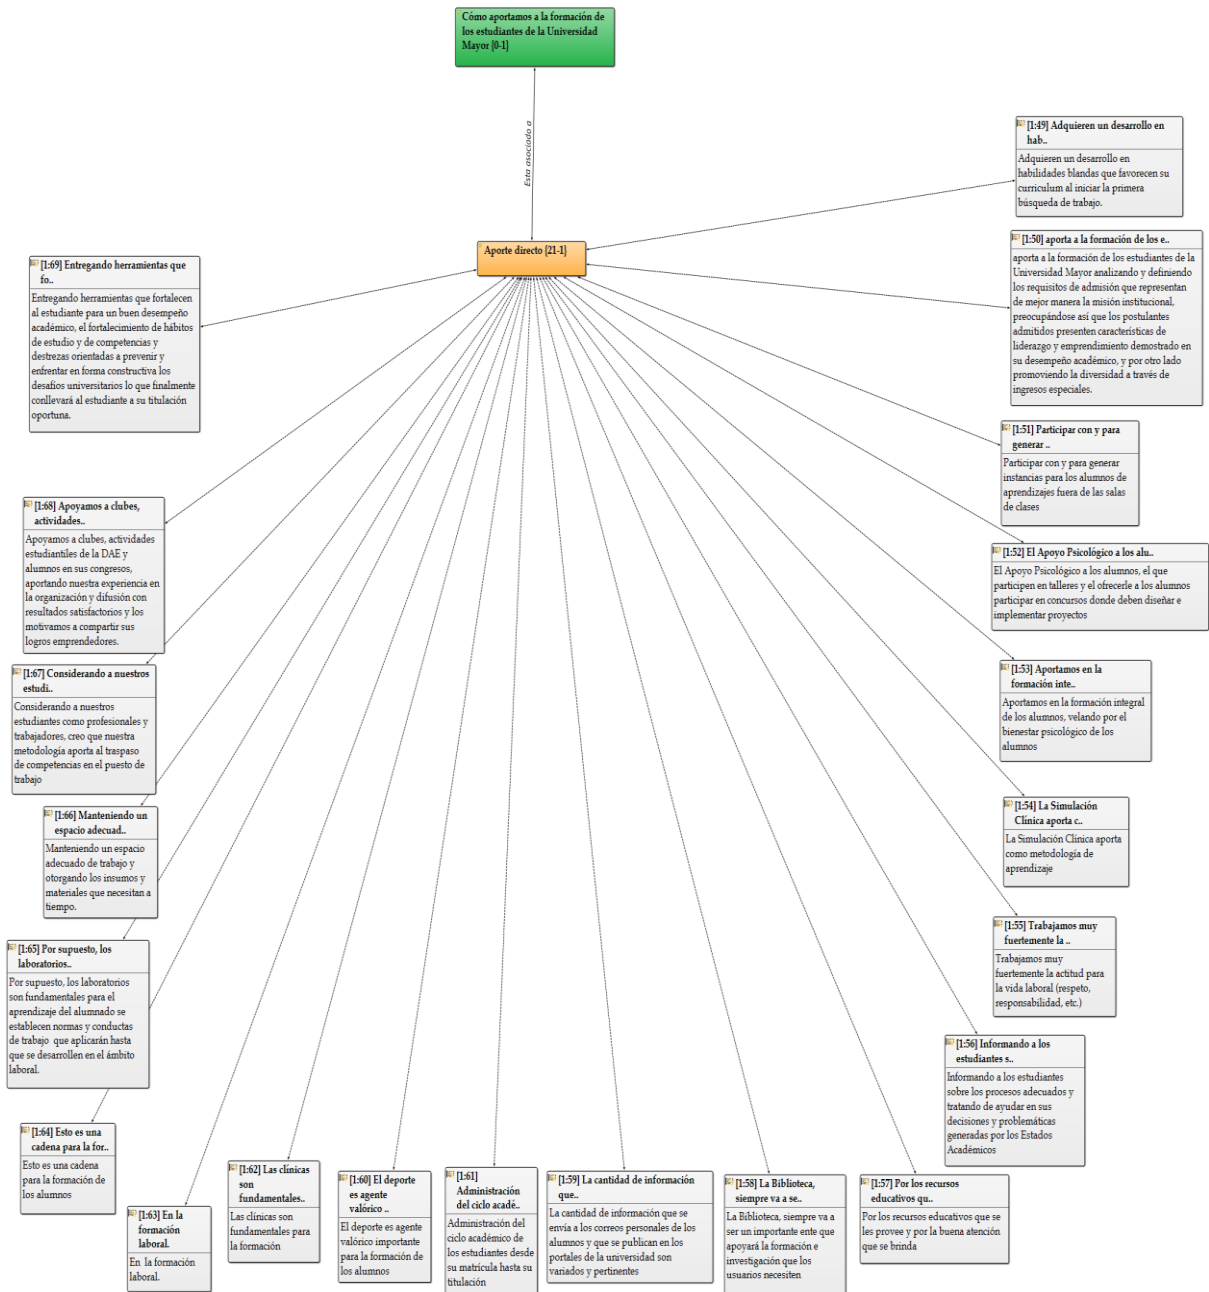 Cómo aportamos a la formación de
los estudiantes de la Universidad
Mayor {0-1}
Esta asociado a
Aporte directo {21-1}
[1:49] Adquieren un desarrollo en
hab..
Adquieren un desarrollo en
habilidades blandas que favorecen su
curriculum al iniciar la primera
búsqueda de trabajo.
[1:50] aporta a la formación de los e..
aporta a la formación de los estudiantes de la
Universidad Mayor analizando y definiendo
los requisitos de admisión que representan
de mejor manera la misión institucional,
preocupándose así que los postulantes
admitidos presenten características de
liderazgo y emprendimiento demostrado en
su desempeño académico, y por otro lado
promoviendo la diversidad a través de
ingresos especiales.
[1:51] Participar con y para
generar ..
Participar con y para generar
instancias para los alumnos de
aprendizajes fuera de las salas
de clases
[1:52] El Apoyo Psicológico a los alu..
El Apoyo Psicológico a los alumnos, el que
participen en talleres y el ofrecerle a los alumnos
participar en concursos donde deben diseñar e
implementar proyectos
[1:53] Aportamos en la
formación inte..
Aportamos en la formación integral
de los alumnos, velando por el
bienestar psicológico de los
alumnos
[1:54] La Simulación
Clínica aporta c..
La Simulación Clínica aporta
como metodología de
aprendizaje
[1:55] Trabajamos muy
fuertemente la ..
Trabajamos muy
fuertemente la actitud para
la vida laboral (respeto,
responsabilidad, etc.)
[1:56] Informando a los
estudiantes s..
Informando a los estudiantes
sobre los procesos adecuados y
tratando de ayudar en sus
decisiones y problemáticas
generadas por los Estados
Académicos
[1:57] Por los recursos
educativos qu..
Por los recursos educativos que se
les provee y por la buena atención
que se brinda
[1:58] La Biblioteca,
siempre va a se..
La Biblioteca, siempre va a
ser un importante ente que
apoyará la formación e
investigación que los
usuarios necesiten
[1:59] La cantidad de información
que..
La cantidad de información que se
envía a los correos personales de los
alumnos y que se publican en los
portales de la universidad son
variados y pertinentes
[1:61]
Administración
del ciclo acadé..
Administración del
ciclo académico de
los estudiantes desde
su matrícula hasta su
titulación
[1:60] El deporte
es agente
valórico ..
El deporte es agente
valórico importante
para la formación de
los alumnos
[1:62] Las clínicas
son
fundamentales..
Las clínicas son
fundamentales para
la formación
[1:63] En la
formación
laboral.
En la formación
laboral.
[1:64] Esto es una
cadena para la for..
Esto es una cadena
para la formación de
los alumnos
[1:65] Por supuesto, los
laboratorios..
Por supuesto, los laboratorios
son fundamentales para el
aprendizaje del alumnado se
establecen normas y conductas
de trabajo que aplicarán hasta
que se desarrollen en el ámbito
laboral.
[1:66] Manteniendo un
espacio adecuad..
Manteniendo un espacio
adecuado de trabajo y
otorgando los insumos y
materiales que necesitan a
tiempo.
[1:67] Considerando a nuestros
estudi..
Considerando a nuestros
estudiantes como profesionales y
trabajadores, creo que nuestra
metodología aporta al traspaso
de competencias en el puesto de
trabajo
[1:68] Apoyamos a clubes,
actividades..
Apoyamos a clubes, actividades
estudiantiles de la DAE y
alumnos en sus congresos,
aportando nuestra experiencia en
la organización y difusión con
resultados satisfactorios y los
motivamos a compartir sus
logros emprendedores.
[1:69] Entregando herramientas que
fo..
Entregando herramientas que fortalecen
al estudiante para un buen desempeño
académico, el fortalecimiento de hábitos
de estudio y de competencias y
destrezas orientadas a prevenir y
enfrentar en forma constructiva los
desafíos universitarios lo que finalmente
conllevará al estudiante a su titulación
oportuna.